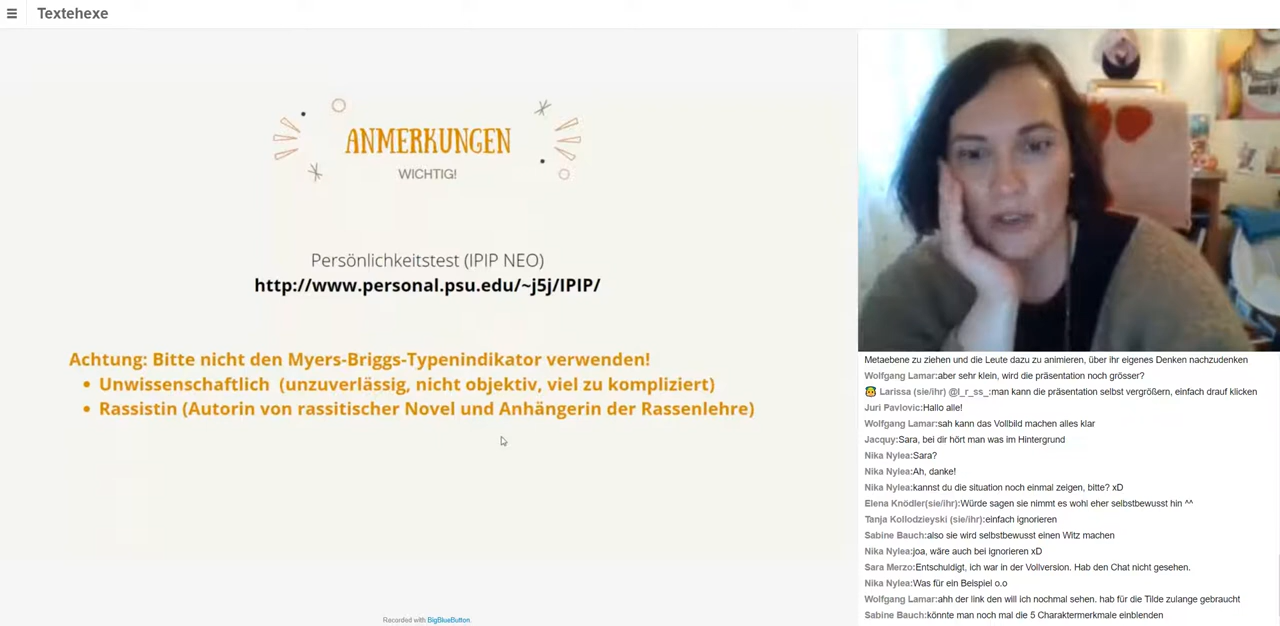 Textehexe
ANMERKUNGEN
WICHTIG!
Persönlichkeitstest (IPIP NEO)
http://www.personal.psu.edu/~j5j/IPIP/
Achtung: Bitte nicht den Myers-Briggs-Typenindikator verwenden!
• Unwissenschaftlich (unzuverlässig, nicht objektiv, viel zu kompliziert)
• Rassistin (Autorin von rassitischer Novel und Anhängerin der Rassenlehre)
Recorded with BigBlueButton.
Metaebene zu ziehen und die Leute dazu zu animieren, über ihr eigenes Denken nachzudenken
Wolfgang Lamar:aber sehr klein, wird die präsentation noch grösser?
Larissa (sie/ihr) @l_r_ss_:man kann die präsentation selbst vergrößern, einfach drauf klicken
Juri Pavlovic:Hallo alle!
Wolfgang Lamar:sah kann das Vollbild machen alles klar
Jacquy:Sara, bei dir hört man was im Hintergrund
Nika Nylea:Sara?
Nika Nylea:Ah, danke!
Nika Nylea:kannst du die situation noch einmal zeigen, bitte? xD
Elena Knödler(sie/ihr):Würde sagen sie nimmt es wohl eher selbstbewusst hin ^^
Tanja Kollodzieyski (sie/ihr):einfach ignorieren
Sabine Bauch:also sie wird selbstbewusst einen Witz machen
Nika Nylea:joa, wäre auch bei ignorieren xD
Sara Merzo:Entschuldigt, ich war in der Vollversion. Hab den Chat nicht gesehen.
Nika Nylea:Was für ein Beispiel o.o
Wolfgang Lamar:ahh der link den will ich nochmal sehen. hab für die Tilde zulange gebraucht
Sabine Bauch:könnte man noch mal die 5 Charaktermerkmale einblenden